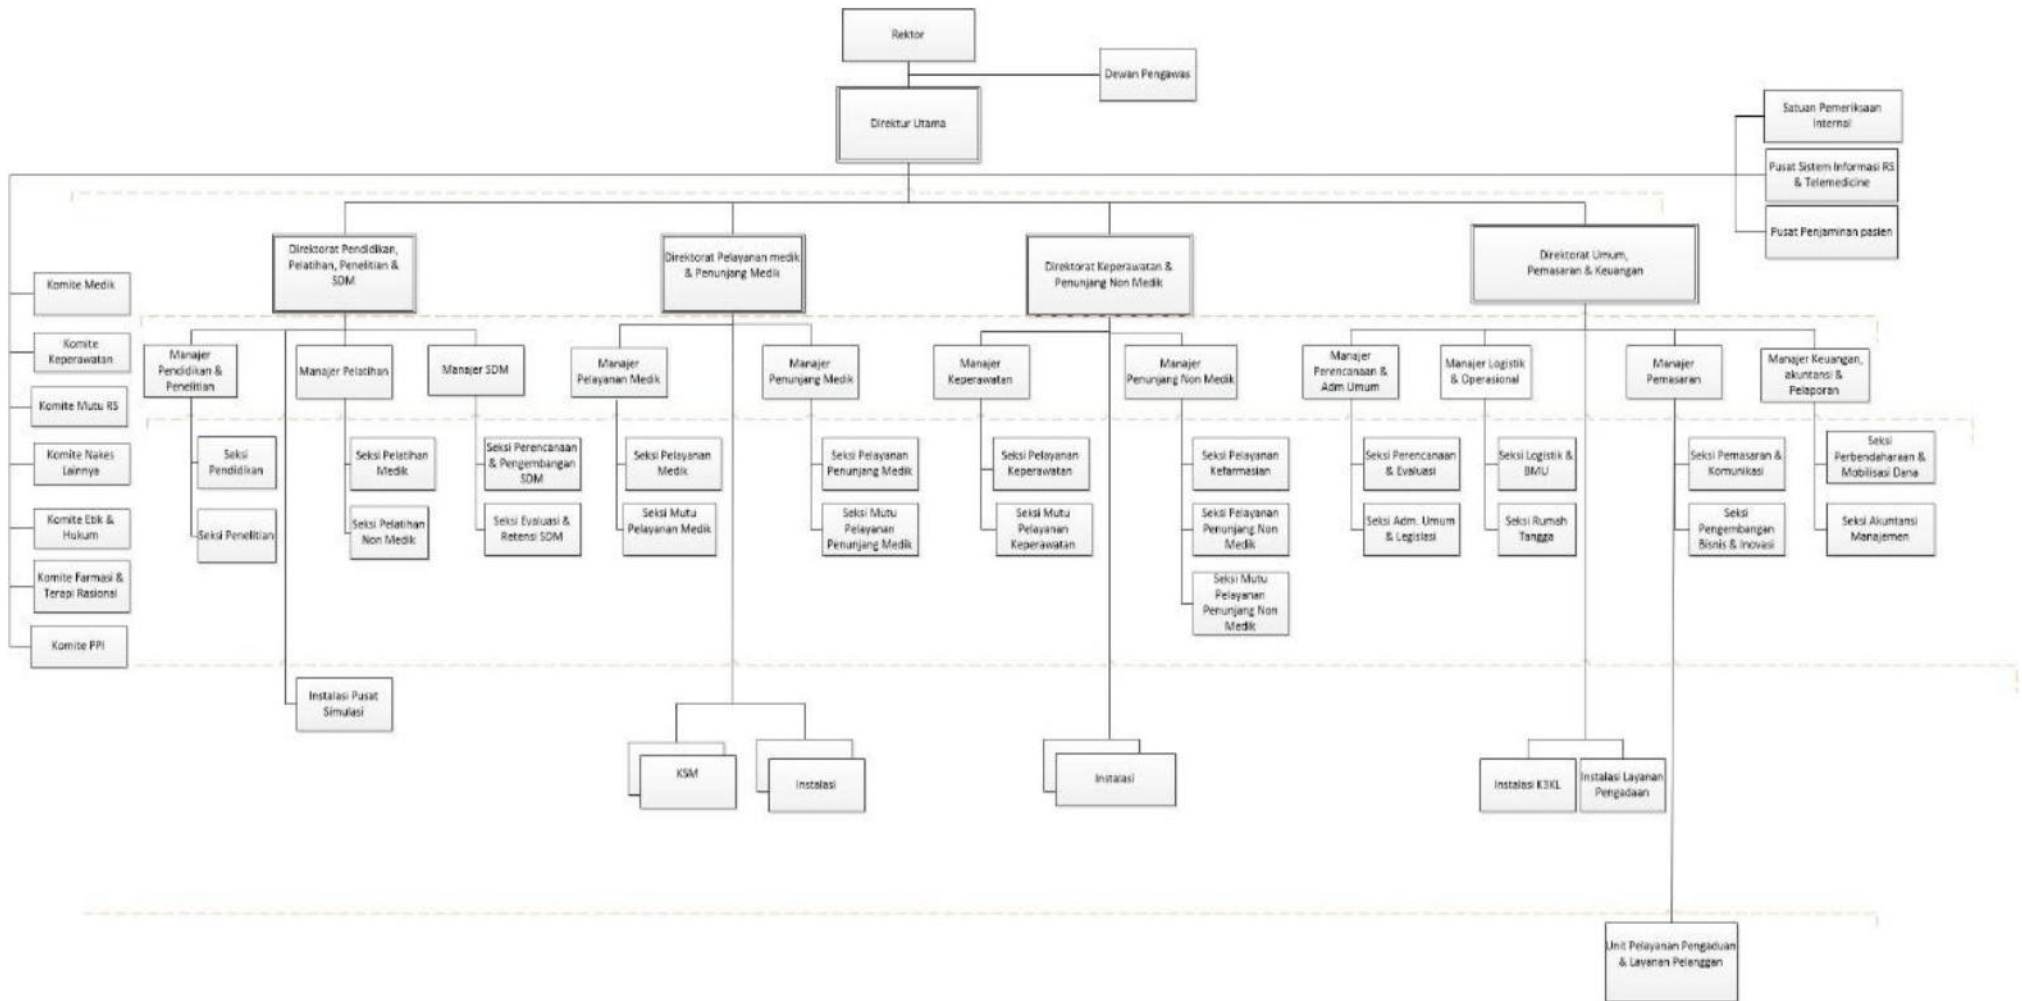 Rektor
Dewan Pengawas
Direktur Utama
Satuan Pemeriksaan
Internal
Pusat Sistem Informasi RS
& Telemedicine
Pusat Penjaminan pasien
Direktorat Pendidikan,
Pelatihan, Penelitian &
SDM
Direktorat Pelayanan medik
& Penunjang Medik
Direktorat Keperawatan &
Penunjang Non Medik
Direktorat Umum,
Pemasaran & Keuangan
Komite Medik
Komite
Keperawatan
Komite Mutu RS
Komite Nakes
Lainnya
Komite Etik &
Hukum
Komite Farmasi &
Terapi Rasional
Komite PPI
Manajer
Pendidikan &
Penelitian
Manajer Pelatihan
Manajer SDM
Manajer
Pelayanan Medik
Manajer
Penunjang Medik
Manajer
Keperawatan
Manajer
Penunjang Non Medik
Manajer
Perencanaan &
Adm Umum
Manajer Logistik
& Operasional
Manajer
Pemasaran
Manajer Keuangan,
akuntansi &
Pelaporan
Seksi
Pendidikan
Seksi Penelitian
Seksi Pelatihan
Medik
Seksi Pelatihan
Non Medik
Seksi Perencanaan
& Pengembangan
SDM
Seksi Evaluasi &
Retensi SDM
Seksi Pelayanan
Medik
Seksi Mutu
Pelayanan Medik
Seksi Pelayanan
Penunjang Medik
Seksi Mutu
Pelayanan
Penunjang Medik
Seksi Pelayanan
Keperawatan
Seksi Mutu
Pelayanan
Keperawatan
Seksi Pelayanan
Kefarmasian
Seksi Pelayanan
Penunjang Non
Medik
Seksi Mutu
Pelayanan
Penunjang Non
Medik
Seksi Perencanaan
& Evaluasi
Seksi Adm. Umum
& Legislasi
Seksi Logistik &
BMU
Seksi Rumah
Tangga
Seksi Pemasaran &
Komunikasi
Seksi
Pengembangan
Bisnis & Inovasi
Seksi
Perbendaharaan &
Mobilisasi Dana
Seksi Akuntansi
Manajemen
Instalasi Pusat
Simulasi
KSM
Instalasi
Instalasi
Instalasi K3KL
Instalasi Layanan
Pengadaan
Unit Pelayanan Pengaduan
& Layanan Pelanggan